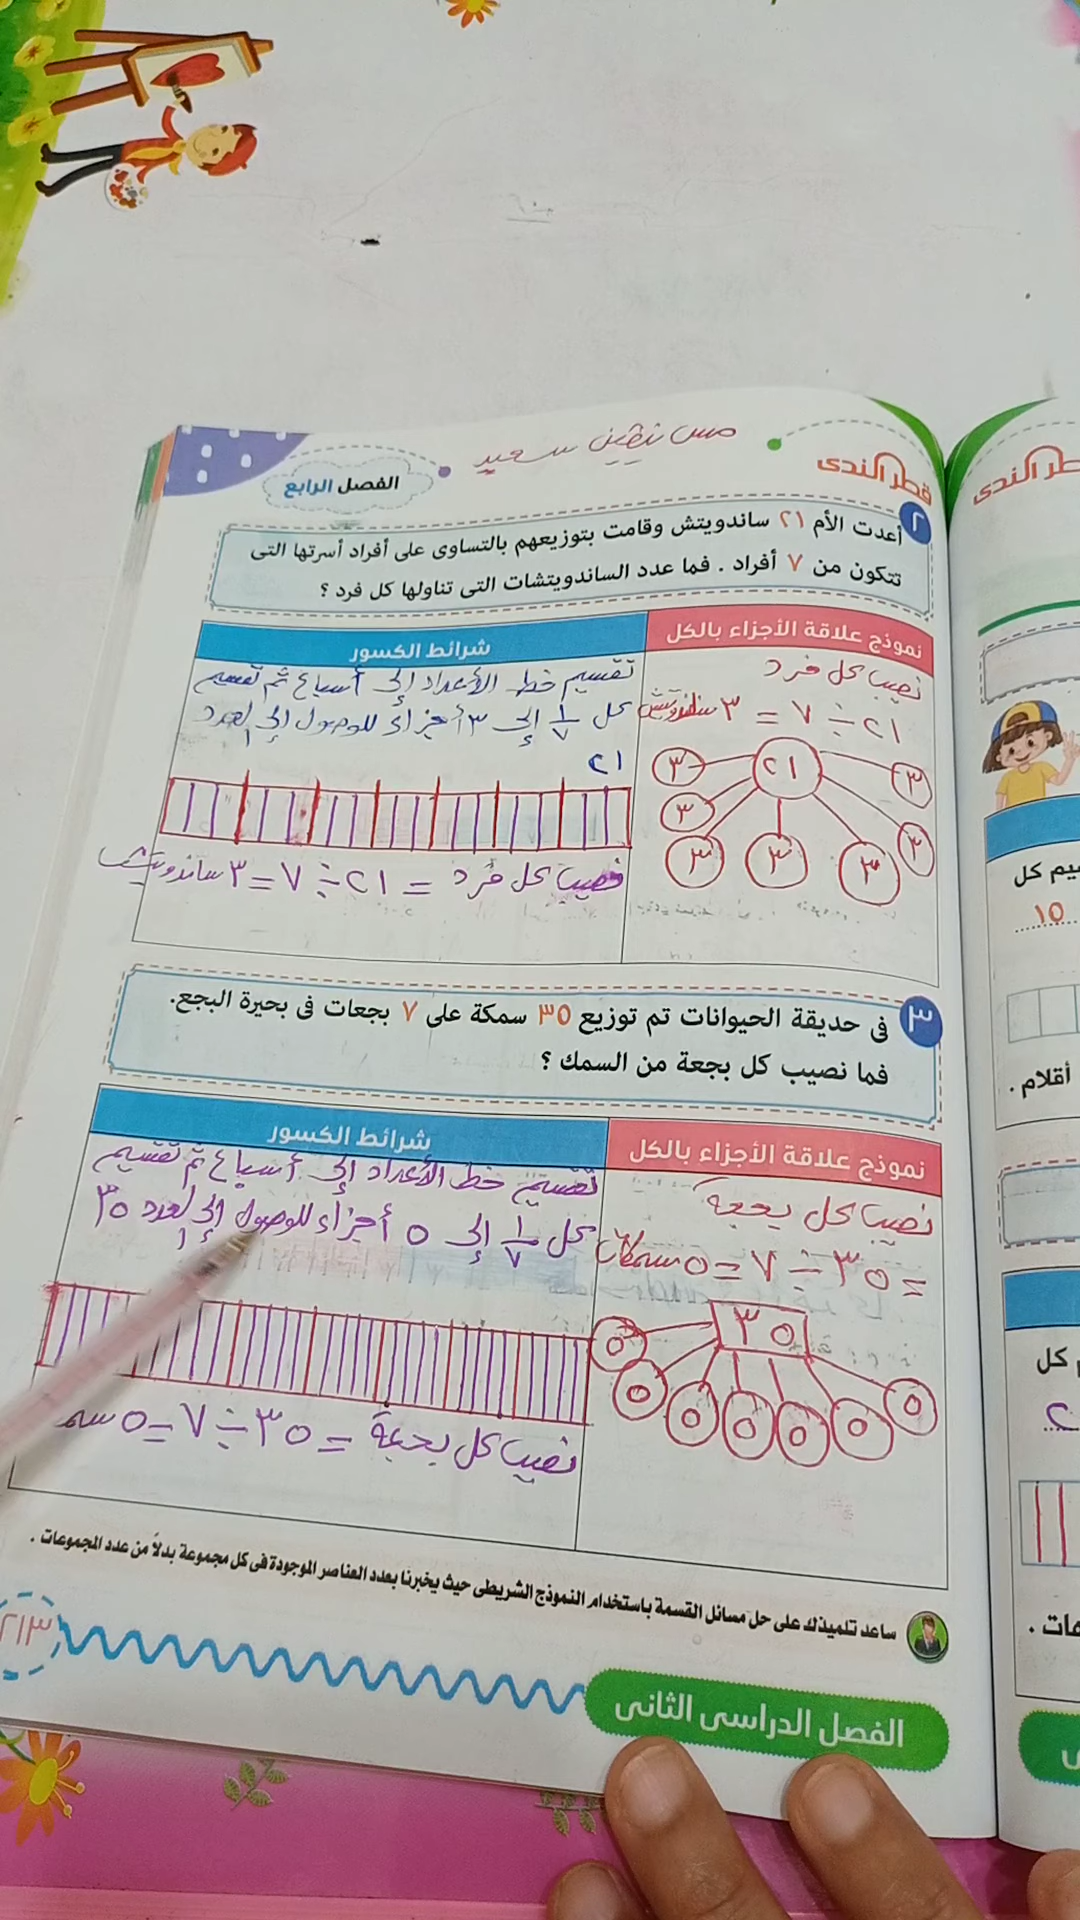 مس نيڤين سعيد
قطر الندى
الفصل الرابع
٢ أعدت الأم ٢١ ساندويتش وقامت بتوزيعهم بالتساوى على أفراد أسرتها التى
تتكون من ٧ أفراد . فما عدد الساندويتشات التى تناولها كل فرد ؟
نموذج علاقة الأجزاء بالكل
نصيب كل فرد
٢١ ÷ ٧ = ٣ ساندويتش
٢١
٣ ٣ ٣ ٣ ٣ ٣ ٣
شرائط الكسور
تقسيم خط الأعداد إلى أسباع ثم تقسيم
كل ١/٧ إلى ٣ أجزاء للوصول إلى العدد
٢١
نصيب كل فرد = ٢١ ÷ ٧ = ٣ ساندويتش
٣ فى حديقة الحيوانات تم توزيع ٣٥ سمكة على ٧ بجعات فى بحيرة البجع.
فما نصيب كل بجعة من السمك ؟
نموذج علاقة الأجزاء بالكل
نصيب كل بجعة
= ٣٥ ÷ ٧ = ٥ سمكات
٣٥
٥ ٥ ٥ ٥ ٥ ٥ ٥
شرائط الكسور
تقسيم خط الأعداد إلى أسباع ثم تقسيم
كل ١/٧ إلى ٥ أجزاء للوصول إلى العدد ٣٥
نصيب كل بجعة = ٣٥ ÷ ٧ = ٥ سم
ساعد تلميذك على حل مسائل القسمة باستخدام النموذج الشريطى حيث يخبرنا بعدد العناصر الموجودة فى كل مجموعة بدلاً من عدد المجموعات .
٢١٣
الفصل الدراسى الثانى
١٥
أقلام .
كل
٢